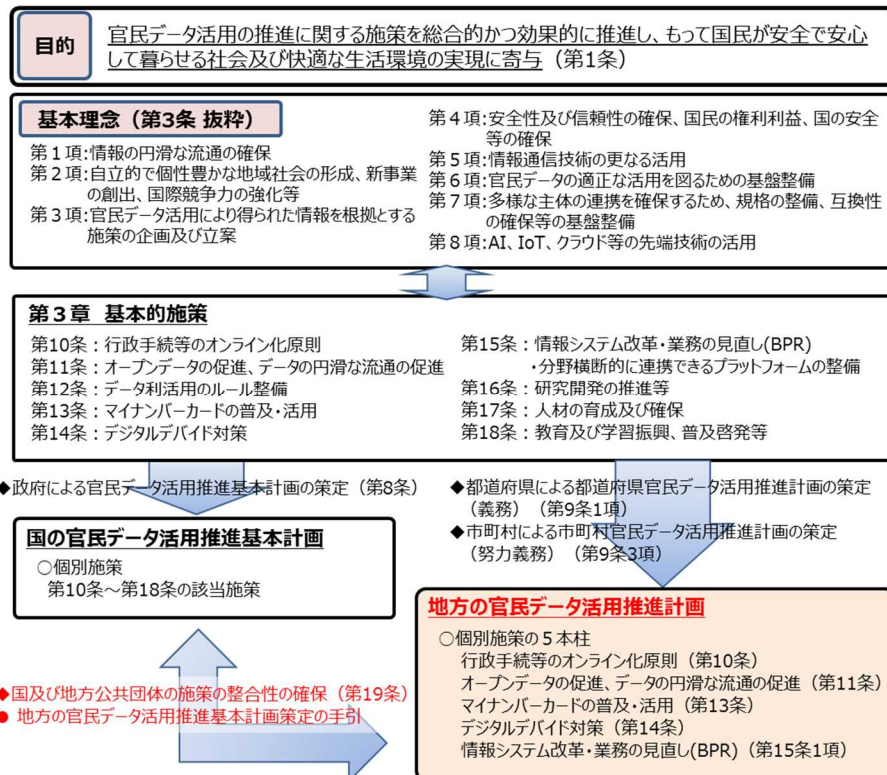 目的
官民データ活用の推進に関する施策を総合的かつ効果的に推進し、もって国民が安全で安心
して暮らせる社会及び快適な生活環境の実現に寄与（第1条）
基本理念（第3条 抜粋）
第１項:情報の円滑な流通の確保
第２項:自立的で個性豊かな地域社会の形成、新事業
の創出、国際競争力の強化等
第３項:官民データ活用により得られた情報を根拠とする
施策の企画及び立案
第４項:安全性及び信頼性の確保、国民の権利利益、国の安全
等の確保
第５項:情報通信技術の更なる活用
第６項:官民データの適正な活用を図るための基盤整備
第７項:多様な主体の連携を確保するため、規格の整備、互換性
の確保等の基盤整備
第８項:AI、IoT、クラウド等の先端技術の活用
第３章 基本的施策
第10条：行政手続等のオンライン化原則
第11条：オープンデータの促進、データの円滑な流通の促進
第12条：データ利活用のルール整備
第13条：マイナンバーカードの普及・活用
第14条：デジタルデバイド対策
第15条：情報システム改革・業務の見直し(BPR)
・分野横断的に連携できるプラットフォームの整備
第16条：研究開発の推進等
第17条：人材の育成及び確保
第18条：教育及び学習振興、普及啓発等
◆政府による官民データ活用推進基本計画の策定（第8条）
◆都道府県による都道府県官民データ活用推進計画の策定
（義務）（第9条1項）
◆市町村による市町村官民データ活用推進計画の策定
（努力義務）（第9条3項）
国の官民データ活用推進基本計画
○個別施策
第10条～第18条の該当施策
地方の官民データ活用推進計画
○個別施策の５本柱
行政手続等のオンライン化原則（第10条）
オープンデータの促進、データの円滑な流通の促進（第11条）
マイナンバーカードの普及・活用（第13条）
デジタルデバイド対策（第14条）
情報システム改革・業務の見直し(BPR)（第15条1項）
◆国及び地方公共団体の施策の整合性の確保（第19条）
● 地方の官民データ活用推進基本計画策定の手引